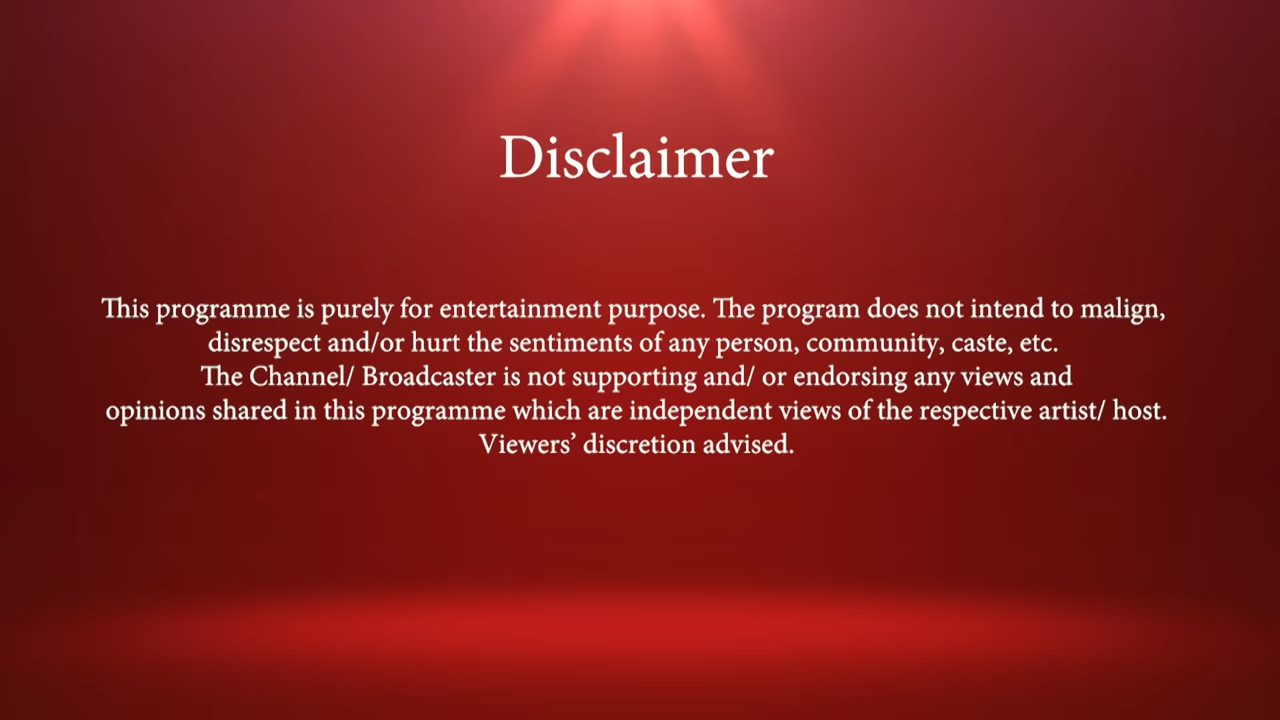 Disclaimer
This programme is purely for entertainment purpose. The program does not intend to malign,
disrespect and/or hurt the sentiments of any person, community, caste, etc.
The Channel/ Broadcaster is not supporting and/ or endorsing any views and
opinions shared in this programme which are independent views of the respective artist/ host.
Viewers’ discretion advised.